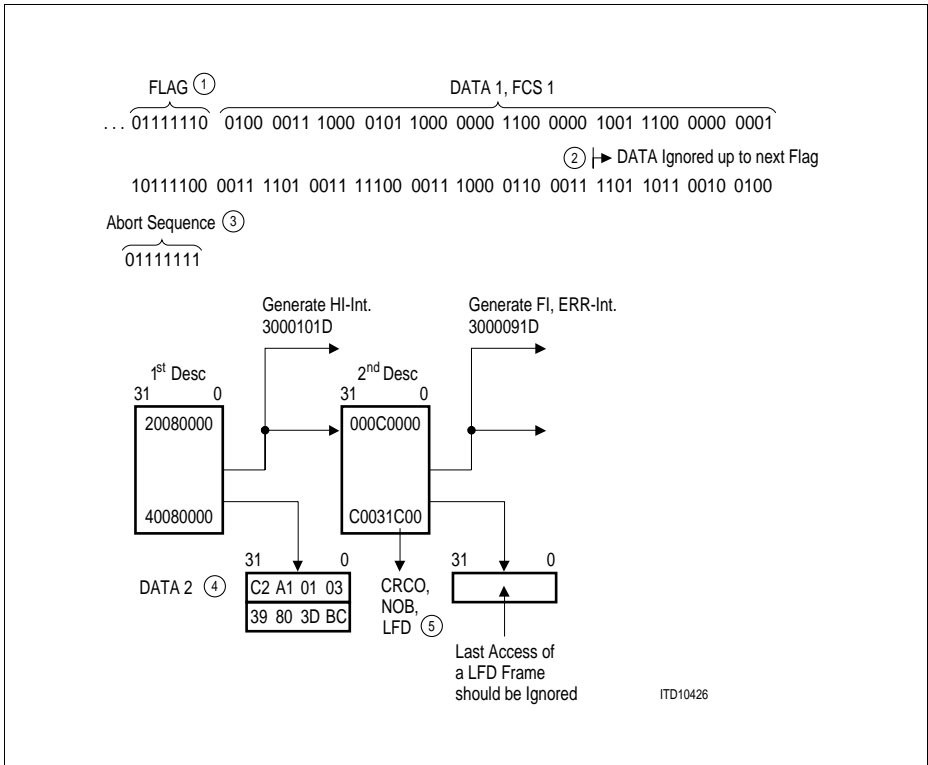 FLAG 1 DATA 1, FCS 1
... 01111110 0100 0011 1000 0101 1000 0000 1100 0000 1001 1100 0000 0001
2 DATA Ignored up to next Flag
10111100 0011 1101 0011 11100 0011 1000 0110 0011 1101 1011 0010 0100
Abort Sequence 3
01111111
Generate HI-Int.
3000101D
Generate FI, ERR-Int.
3000091D
1st Desc
31 0
20080000
40080000
2nd Desc
31 0
000C0000
C0031C00
DATA 2 4
31 0
C2 A1 01 03
39 80 3D BC
CRCO,
NOB,
LFD 5
31 0
Last Access of
a LFD Frame
should be Ignored
ITD10426